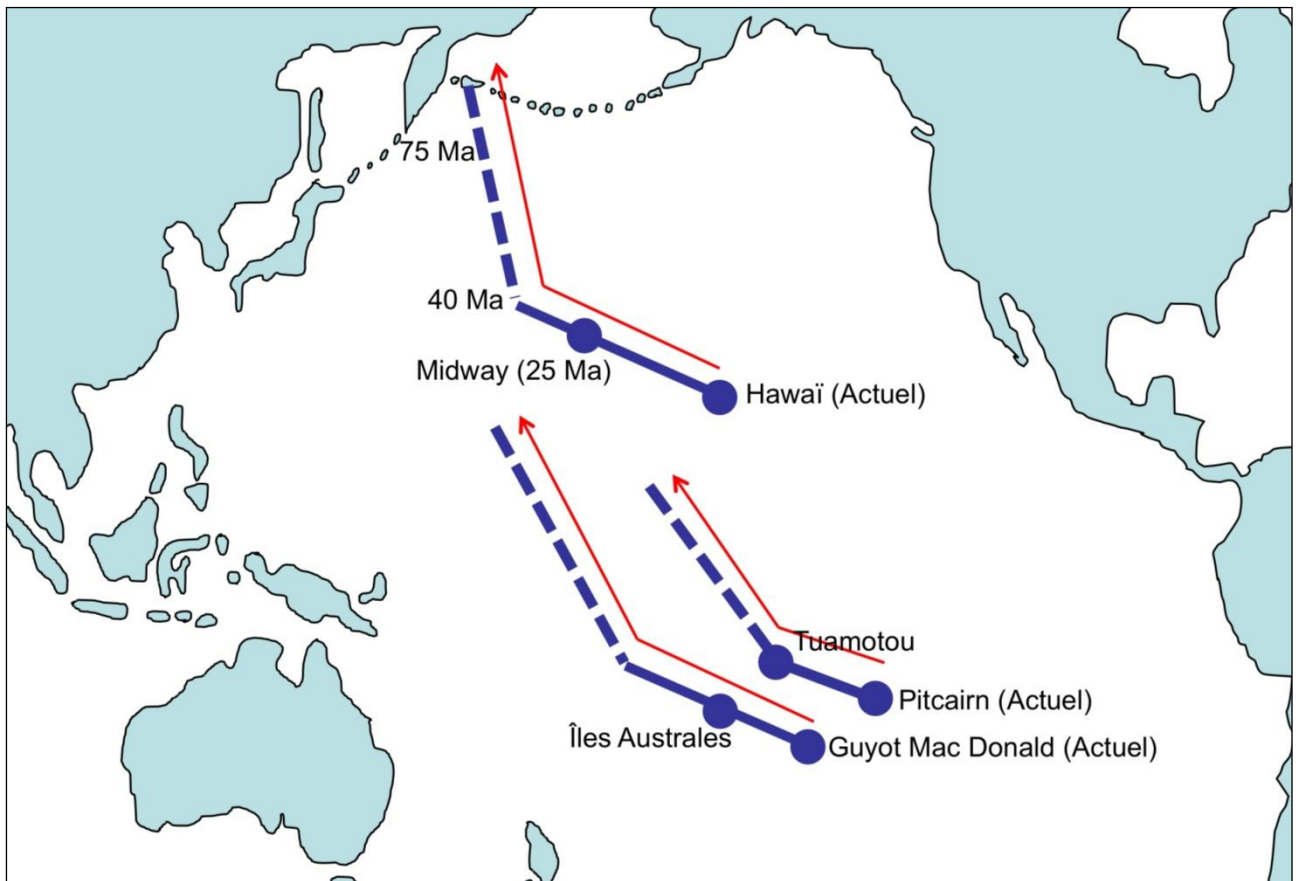 75 Ma
40 Ma
Midway (25 Ma)
Hawaï (Actuel)
Tuamotou
Pitcairn (Actuel)
Îles Australes
Guyot Mac Donald (Actuel)